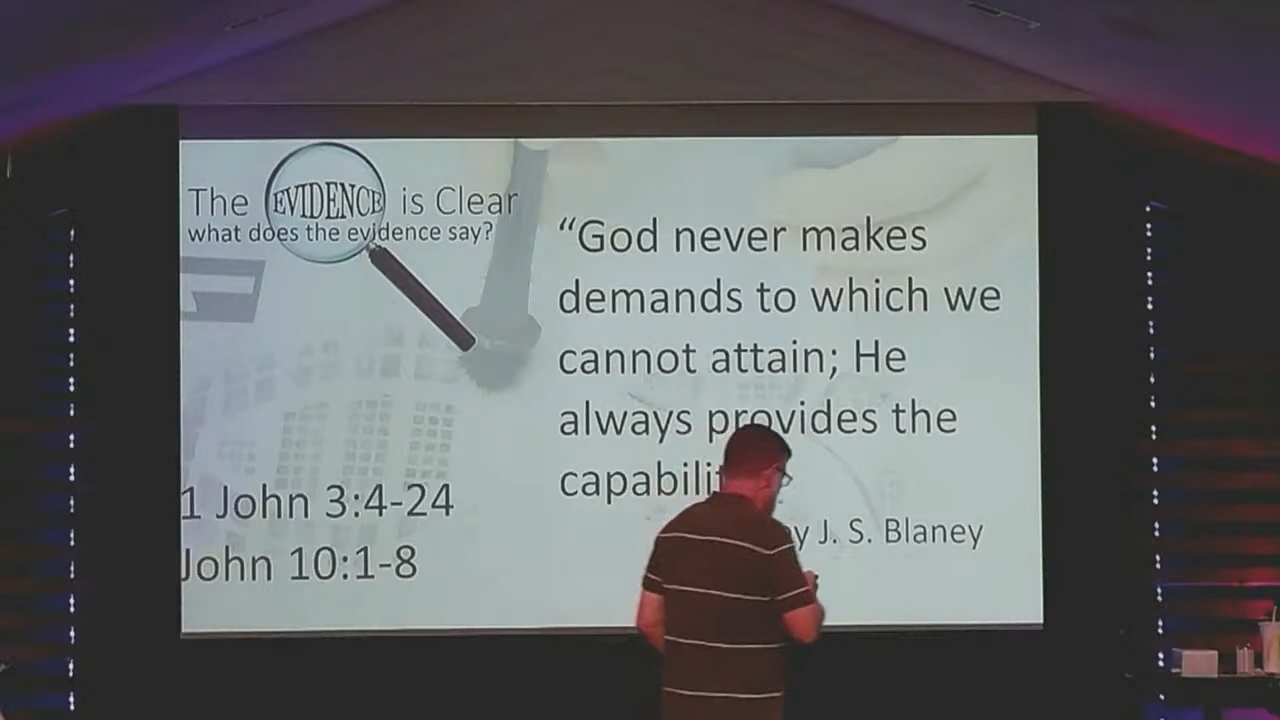 The EVIDENCE is Clear
what does the evidence say?
“God never makes
demands to which we
cannot attain; He
always provides the
1 John 3:4-24
John 10:1-8
J. S. Blaney